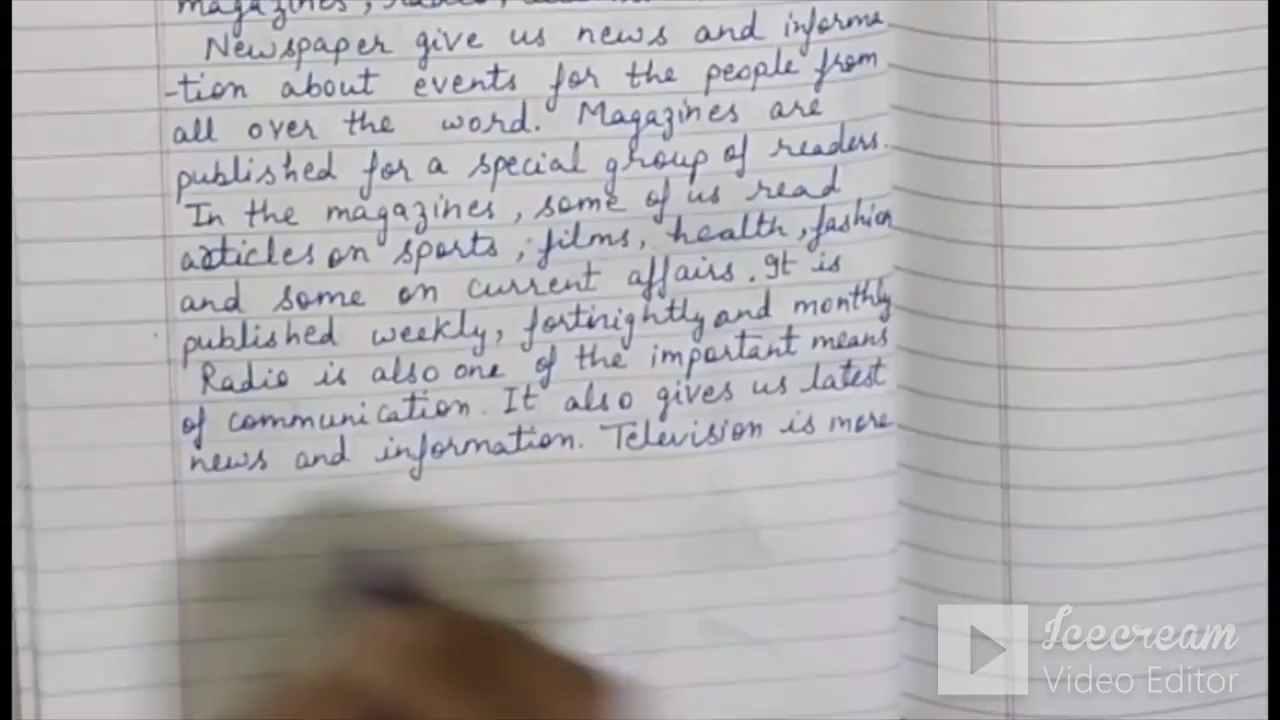 magazines, radio,
Newspaper give us news and informa
-tion about events for the people from
all over the word. Magazines are
published for a special group of readers.
In the magazines, some of us read
articles on sports, films, health, fashion
and some on current affairs. It is
published weekly, fortinightly and monthly
Radio is also one of the important means
of communication. It also gives us latest
news and information. Television is more
Icecream
Video Editor